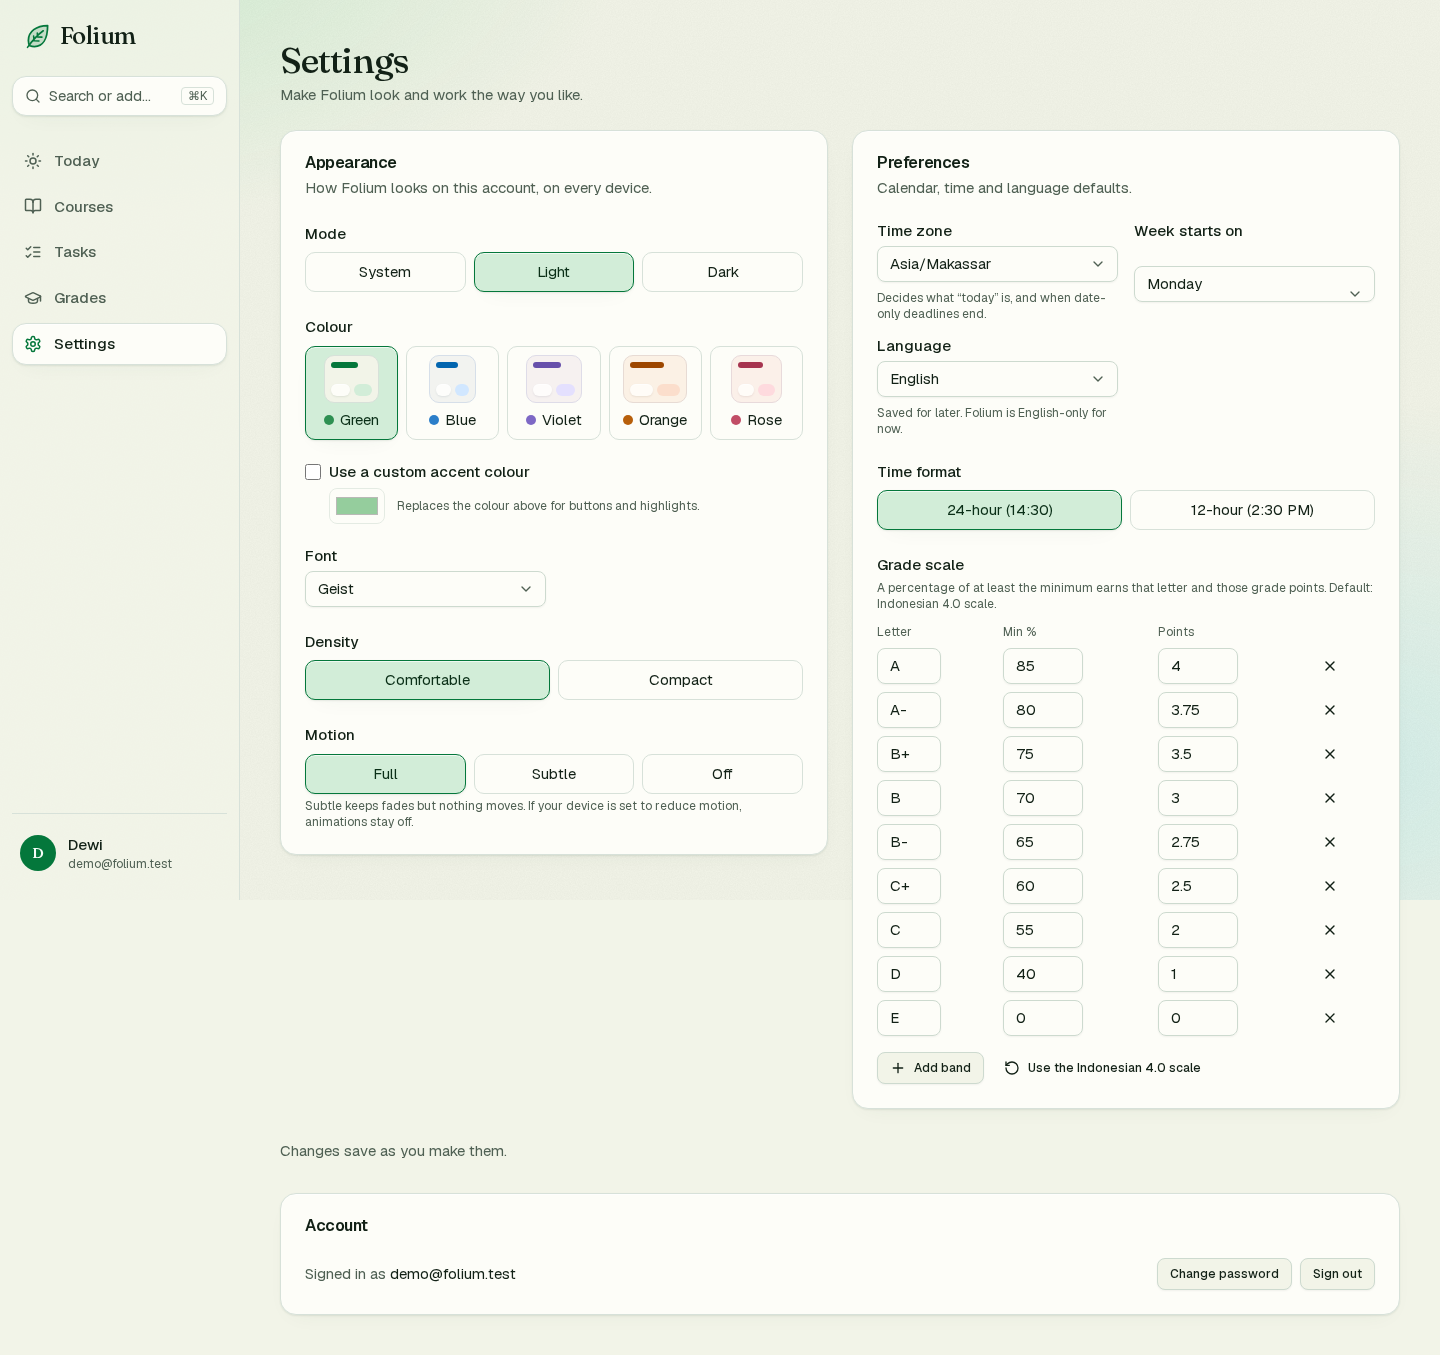 Folium
Search or add...
⌘K
Today
Courses
Tasks
Grades
Settings
D
Dewi
demo@folium.test
Settings
Make Folium look and work the way you like.
Appearance
How Folium looks on this account, on every device.
Mode
System
Light
Dark
Colour
Green
Blue
Violet
Orange
Rose
Use a custom accent colour
Replaces the colour above for buttons and highlights.
Font
Geist
Density
Comfortable
Compact
Motion
Full
Subtle
Off
Subtle keeps fades but nothing moves. If your device is set to reduce motion,
animations stay off.
Preferences
Calendar, time and language defaults.
Time zone
Asia/Makassar
Decides what “today” is, and when date-
only deadlines end.
Week starts on
Monday
Language
English
Saved for later. Folium is English-only for
now.
Time format
24-hour (14:30)
12-hour (2:30 PM)
Grade scale
A percentage of at least the minimum earns that letter and those grade points. Default:
Indonesian 4.0 scale.
Letter Min % Points
A 85 4
A- 80 3.75
B+ 75 3.5
B 70 3
B- 65 2.75
C+ 60 2.5
C 55 2
D 40 1
E 0 0
Add band
Use the Indonesian 4.0 scale
Changes save as you make them.
Account
Signed in as demo@folium.test
Change password
Sign out